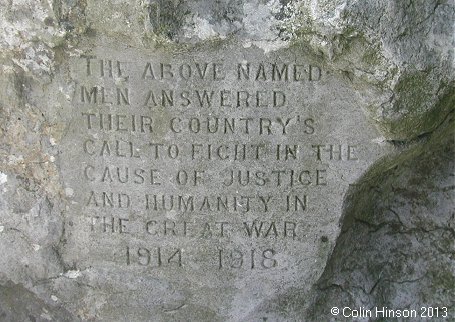 THE ABOVE NAMED
MEN ANSWERED
THEIR COUNTRY'S
CALL TO FIGHT IN THE
CAUSE OF JUSTICE
AND HUMANITY IN
THE GREAT WAR
1914 1918
© Colin Hinson 2013